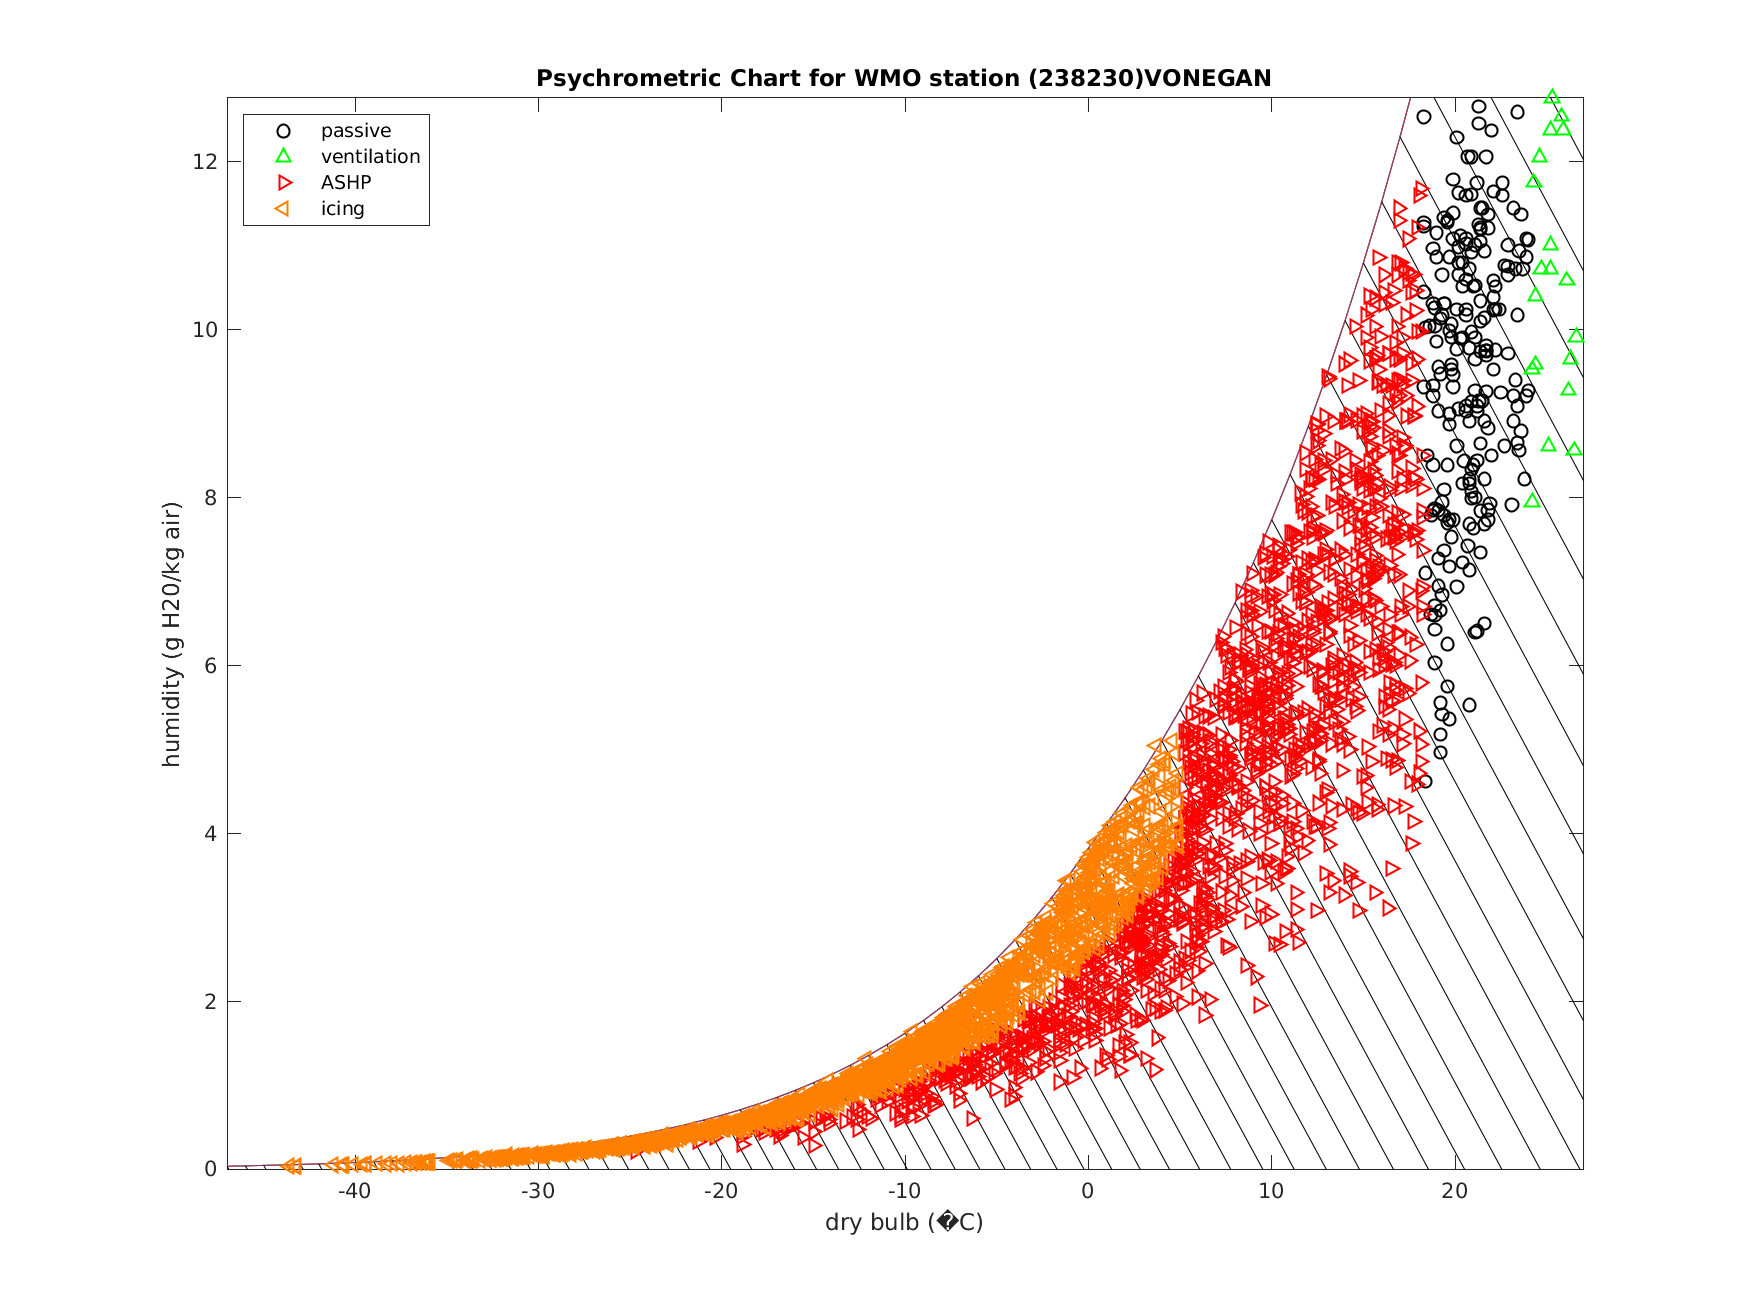 Psychrometric Chart for WMO station (238230)VONEGAN
passive
ventilation
ASHP
icing
12
10
8
6
4
2
0
humidity (g H20/kg air)
-40 -30 -20 -10 0 10 20
dry bulb (�C)